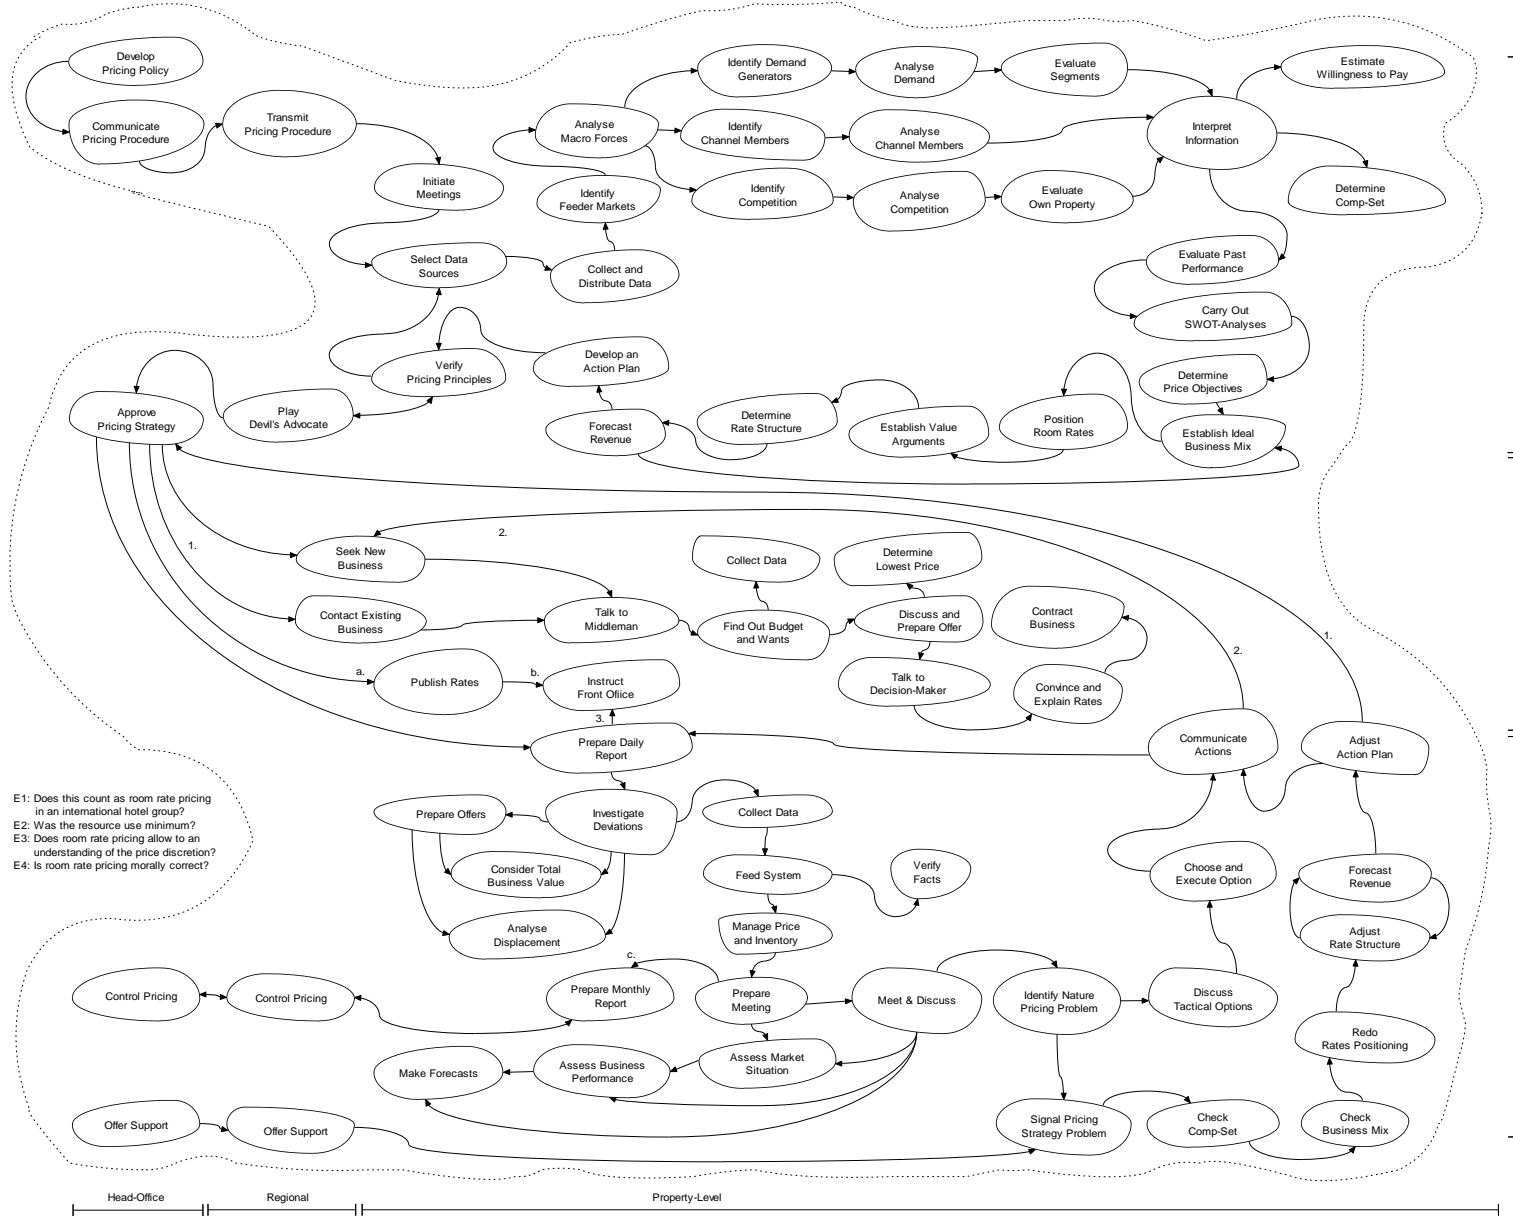 Develop
Pricing Policy
Communicate
Pricing Procedure
Transmit
Pricing Procedure
Initiate
Meetings
Select Data
Sources
Collect and
Distribute Data
Identify
Feeder Markets
Analyse
Macro Forces
Identify Demand
Generators
Analyse
Demand
Evaluate
Segments
Identify
Channel Members
Analyse
Channel Members
Identify
Competition
Analyse
Competition
Evaluate
Own Property
Interpret
Information
Estimate
Willingness to Pay
Determine
Comp-Set
Evaluate Past
Performance
Carry Out
SWOT-Analyses
Determine
Price Objectives
Establish Ideal
Business Mix
Position
Room Rates
Establish Value
Arguments
Determine
Rate Structure
Forecast
Revenue
Develop an
Action Plan
Verify
Pricing Principles
Play
Devil's Advocate
Approve
Pricing Strategy
1.
2.
Seek New
Business
Contact Existing
Business
Talk to
Middleman
Collect Data
Find Out Budget
and Wants
Determine
Lowest Price
Discuss and
Prepare Offer
Talk to
Decision-Maker
Contract
Business
Convince and
Explain Rates
1.
2.
a.
Publish Rates
b.
Instruct
Front Ofiice
3.
Prepare Daily
Report
Communicate
Actions
Adjust
Action Plan
E1: Does this count as room rate pricing
in an international hotel group?
E2: Was the resource use minimum?
E3: Does room rate pricing allow to an
understanding of the price discretion?
E4: Is room rate pricing morally correct?
Prepare Offers
Investigate
Deviations
Collect Data
Consider Total
Business Value
Feed System
Verify
Facts
Analyse
Displacement
Manage Price
and Inventory
Choose and
Execute Option
Forecast
Revenue
Adjust
Rate Structure
c.
Control Pricing
Control Pricing
Prepare Monthly
Report
Prepare
Meeting
Meet & Discuss
Identify Nature
Pricing Problem
Discuss
Tactical Options
Redo
Rates Positioning
Make Forecasts
Assess Business
Performance
Assess Market
Situation
Offer Support
Offer Support
Signal Pricing
Strategy Problem
Check
Comp-Set
Check
Business Mix
Head-Office
Regional
Property-Level